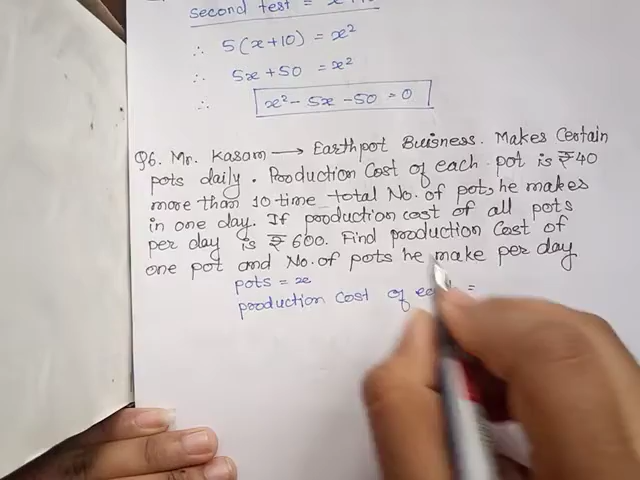 second test =
∴ 5(x+10) = x²
∴ 5x+50 = x²
∴ x²-5x-50 =0
Q6. Mr. Kasam → Earthpot Buisness. Makes Certain
pots daily. Production Cost of each pot is ₹40
more than 10 time total No. of pots he makes
in one day. If production cost of all pots
per day is ₹ 600. Find production Cost of
one pot and No. of pots he make per day
pots = x
production Cost of =